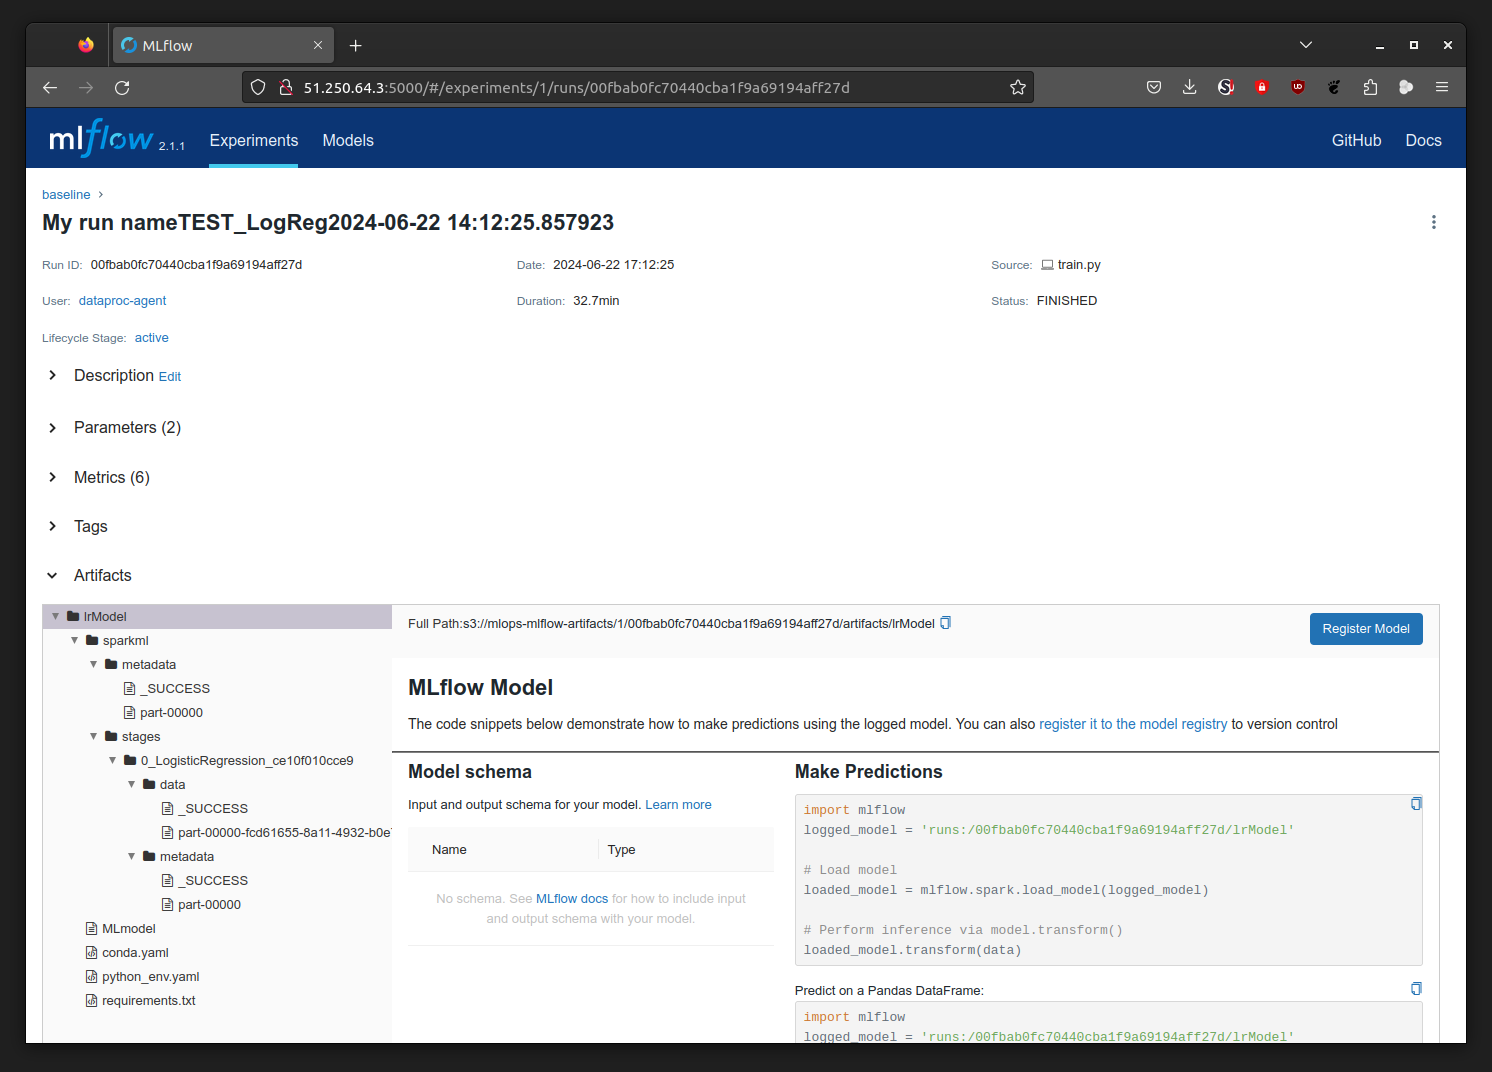 MLflow
51.250.64.3:5000/#/experiments/1/runs/00fbab0fc70440cba1f9a69194aff27d
mlflow 2.1.1 Experiments Models GitHub Docs
baseline
My run nameTEST_LogReg2024-06-22 14:12:25.857923
Run ID: 00fbab0fc70440cba1f9a69194aff27d Date: 2024-06-22 17:12:25 Source: train.py
User: dataproc-agent Duration: 32.7min Status: FINISHED
Lifecycle Stage: active
Description Edit
Parameters (2)
Metrics (6)
Tags
Artifacts
lrModel
sparkml
metadata
_SUCCESS
part-00000
stages
0_LogisticRegression_ce10f010cce9
data
_SUCCESS
part-00000-fcd61655-8a11-4932-b0e
metadata
_SUCCESS
part-00000
MLmodel
conda.yaml
python_env.yaml
requirements.txt
Full Path:s3://mlops-mlflow-artifacts/1/00fbab0fc70440cba1f9a69194aff27d/artifacts/lrModel
Register Model
MLflow Model
The code snippets below demonstrate how to make predictions using the logged model. You can also register it to the model registry to version control
Model schema
Input and output schema for your model. Learn more
Name Type
No schema. See MLflow docs for how to include input
and output schema with your model.
Make Predictions
import mlflow
logged_model = 'runs:/00fbab0fc70440cba1f9a69194aff27d/lrModel'
# Load model
loaded_model = mlflow.spark.load_model(logged_model)
# Perform inference via model.transform()
loaded_model.transform(data)
Predict on a Pandas DataFrame:
import mlflow
logged_model = 'runs:/00fbab0fc70440cba1f9a69194aff27d/lrModel'